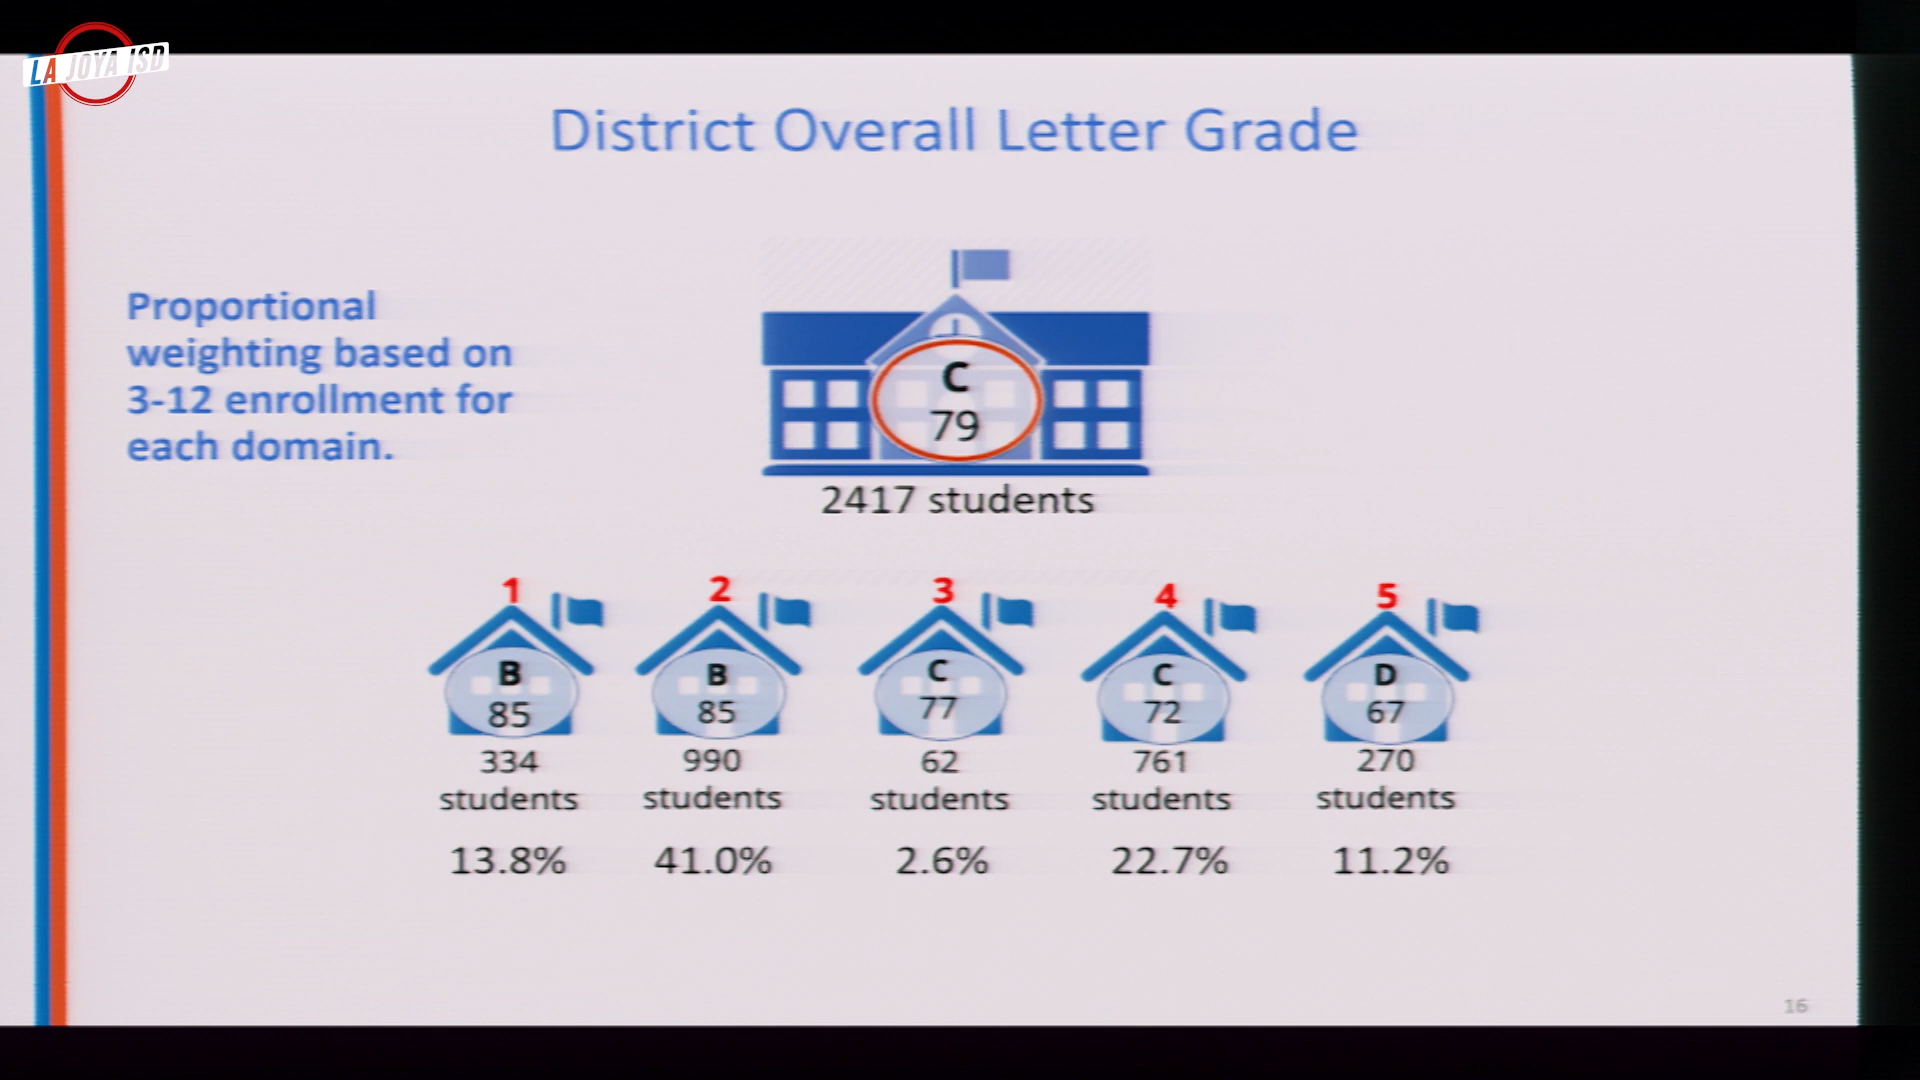 LA JOYA ISD
District Overall Letter Grade
Proportional
weighting based on
3-12 enrollment for
each domain.
C
79
2417 students
1
2
3
4
5
B
B
C
C
D
85
85
77
72
67
334
990
62
761
270
students
students
students
students
students
13.8%
41.0%
2.6%
22.7%
11.2%
16